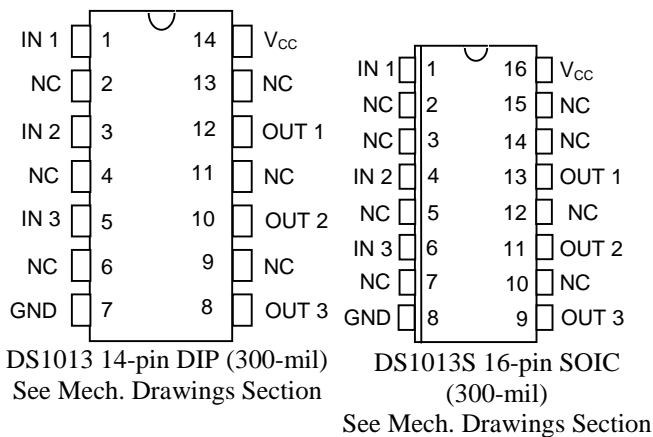 IN 1 1 14 VCC
NC 2 13 NC
IN 2 3 12 OUT 1
NC 4 11 NC
IN 3 5 10 OUT 2
NC 6 9 NC
GND 7 8 OUT 3
DS1013 14-pin DIP (300-mil)
See Mech. Drawings Section
IN 1 1 16 VCC
NC 2 15 NC
NC 3 14 NC
IN 2 4 13 OUT 1
NC 5 12 NC
IN 3 6 11 OUT 2
NC 7 10 NC
GND 8 9 OUT 3
DS1013S 16-pin SOIC
(300-mil)
See Mech. Drawings Section